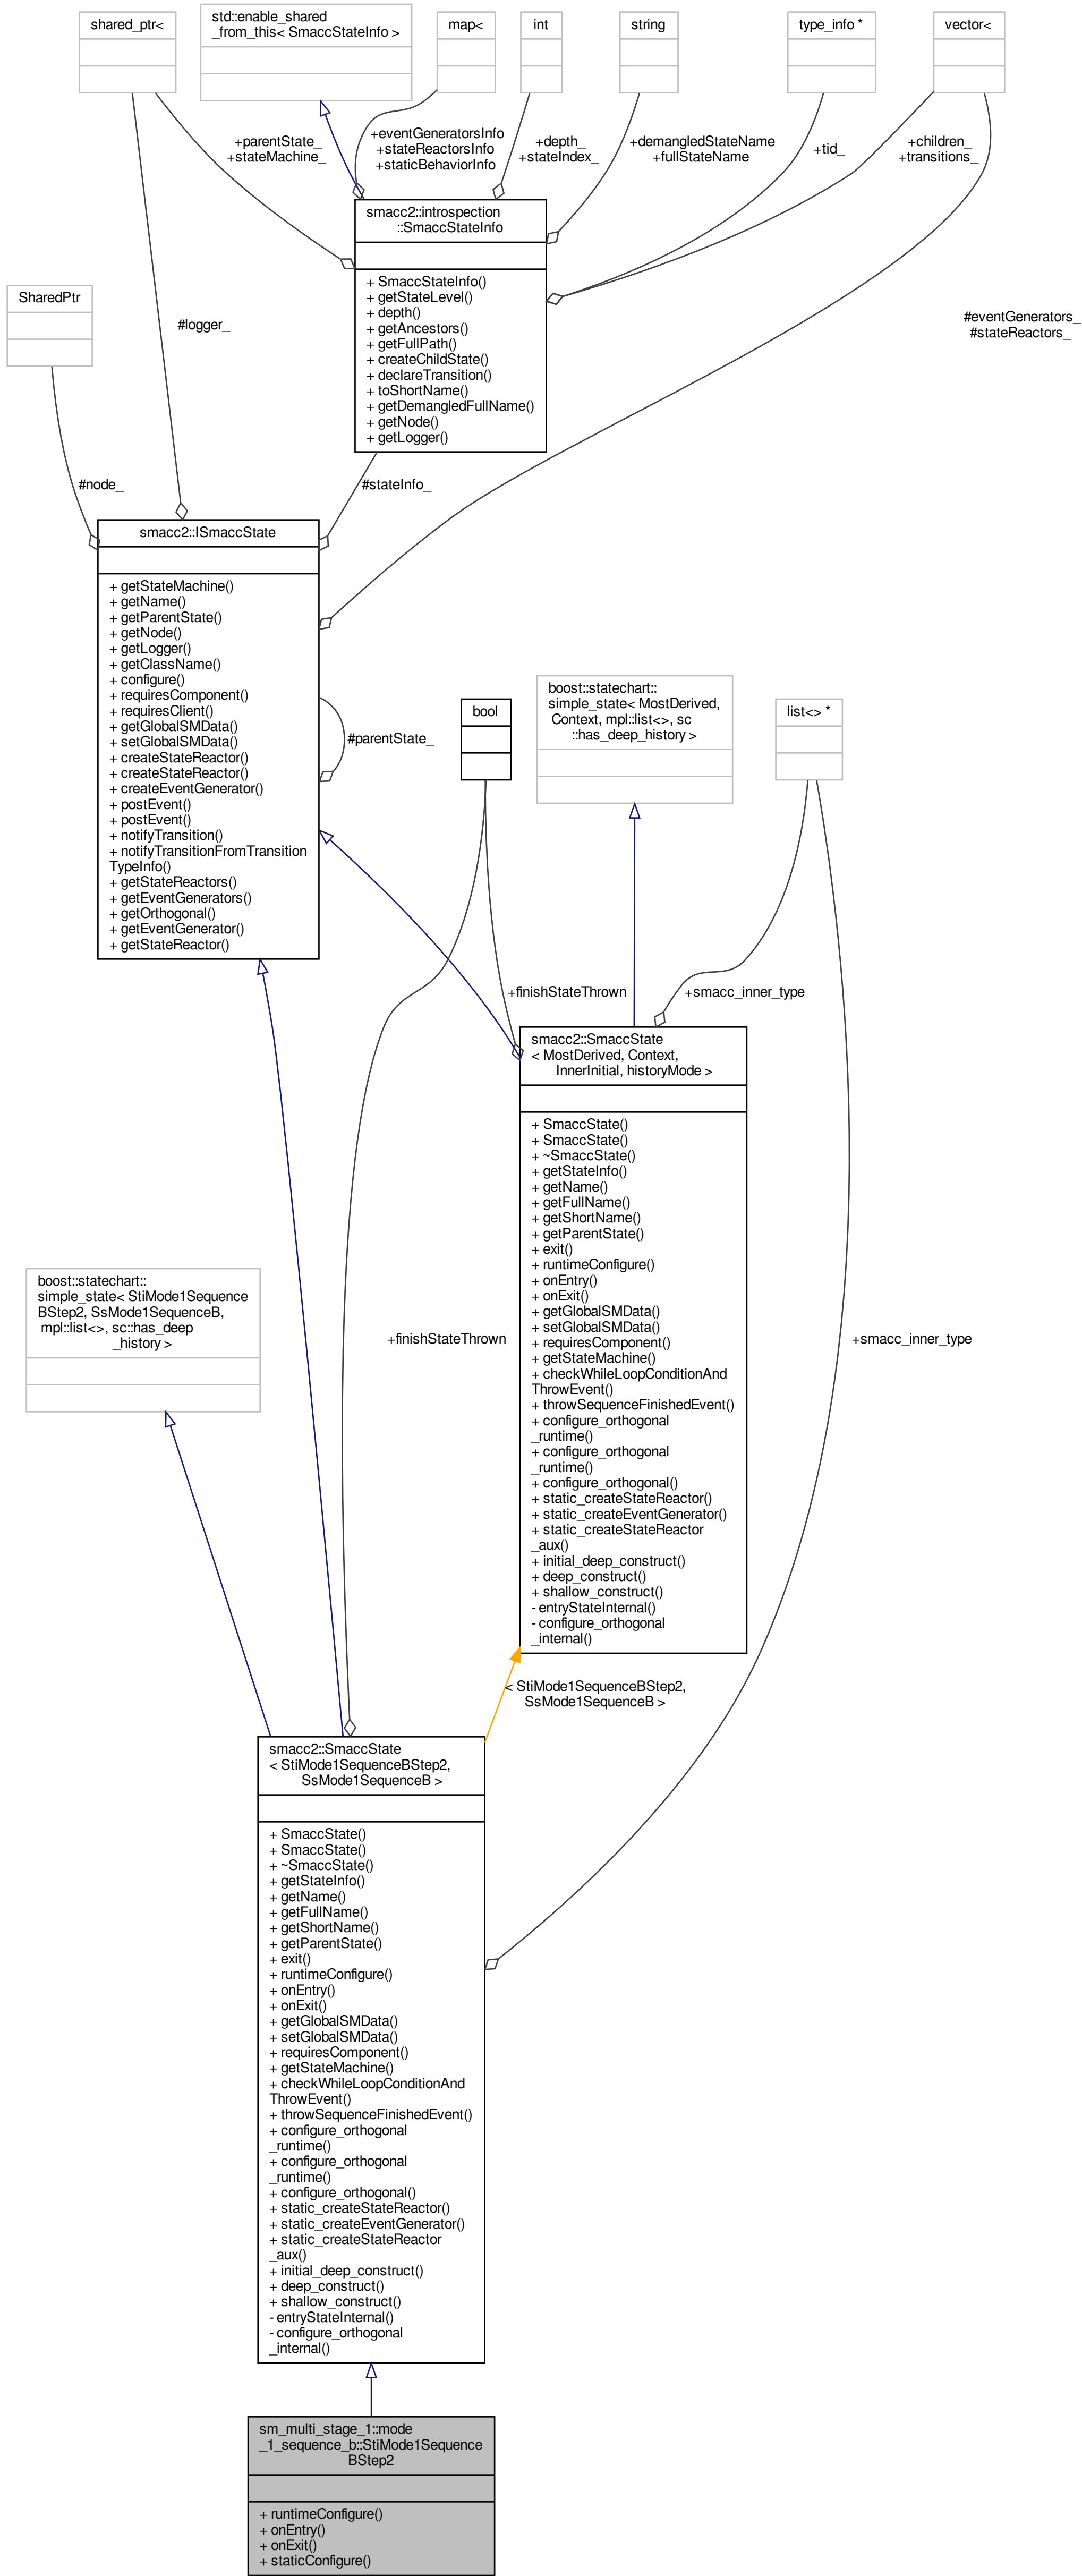 shared_ptr<
std::enable_shared
_from_this< SmaccStateInfo >
map<
int
string
type_info *
vector<
+parentState_
+stateMachine_
+eventGeneratorsInfo
+stateReactorsInfo
+staticBehaviorInfo
+depth_
+stateIndex_
+demangledStateName
+fullStateName
+tid_
+children_
+transitions_
smacc2::introspection
::SmaccStateInfo
+ SmaccStateInfo()
+ getStateLevel()
+ depth()
+ getAncestors()
+ getFullPath()
+ createChildState()
+ declareTransition()
+ toShortName()
+ getDemangledFullName()
+ getNode()
+ getLogger()
SharedPtr
#logger_
#eventGenerators_
#stateReactors_
#node_
#stateInfo_
smacc2::ISmaccState
+ getStateMachine()
+ getName()
+ getParentState()
+ getNode()
+ getLogger()
+ getClassName()
+ configure()
+ requiresComponent()
+ requiresClient()
+ getGlobalSMData()
+ setGlobalSMData()
+ createStateReactor()
+ createStateReactor()
+ createEventGenerator()
+ postEvent()
+ postEvent()
+ notifyTransition()
+ notifyTransitionFromTransition
TypeInfo()
+ getStateReactors()
+ getEventGenerators()
+ getOrthogonal()
+ getEventGenerator()
+ getStateReactor()
#parentState_
bool
boost::statechart::
simple_state< MostDerived,
Context, mpl::list<>, sc
::has_deep_history >
list<> *
+finishStateThrown
+smacc_inner_type
smacc2::SmaccState
< MostDerived, Context,
InnerInitial, historyMode >
+ SmaccState()
+ SmaccState()
+ ~SmaccState()
+ getStateInfo()
+ getName()
+ getFullName()
+ getShortName()
+ getParentState()
+ exit()
+ runtimeConfigure()
+ onEntry()
+ onExit()
+ getGlobalSMData()
+ setGlobalSMData()
+ requiresComponent()
+ getStateMachine()
+ checkWhileLoopConditionAnd
ThrowEvent()
+ throwSequenceFinishedEvent()
+ configure_orthogonal
_runtime()
+ configure_orthogonal
_runtime()
+ configure_orthogonal()
+ static_createStateReactor()
+ static_createEventGenerator()
+ static_createStateReactor
_aux()
+ initial_deep_construct()
+ deep_construct()
+ shallow_construct()
- entryStateInternal()
- configure_orthogonal
_internal()
boost::statechart::
simple_state< StiMode1Sequence
BStep2, SsMode1SequenceB,
mpl::list<>, sc::has_deep
_history >
+finishStateThrown
+smacc_inner_type
< StiMode1SequenceBStep2,
SsMode1SequenceB >
smacc2::SmaccState
< StiMode1SequenceBStep2,
SsMode1SequenceB >
+ SmaccState()
+ SmaccState()
+ ~SmaccState()
+ getStateInfo()
+ getName()
+ getFullName()
+ getShortName()
+ getParentState()
+ exit()
+ runtimeConfigure()
+ onEntry()
+ onExit()
+ getGlobalSMData()
+ setGlobalSMData()
+ requiresComponent()
+ getStateMachine()
+ checkWhileLoopConditionAnd
ThrowEvent()
+ throwSequenceFinishedEvent()
+ configure_orthogonal
_runtime()
+ configure_orthogonal
_runtime()
+ configure_orthogonal()
+ static_createStateReactor()
+ static_createEventGenerator()
+ static_createStateReactor
_aux()
+ initial_deep_construct()
+ deep_construct()
+ shallow_construct()
- entryStateInternal()
- configure_orthogonal
_internal()
sm_multi_stage_1::mode
_1_sequence_b::StiMode1Sequence
BStep2
+ runtimeConfigure()
+ onEntry()
+ onExit()
+ staticConfigure()